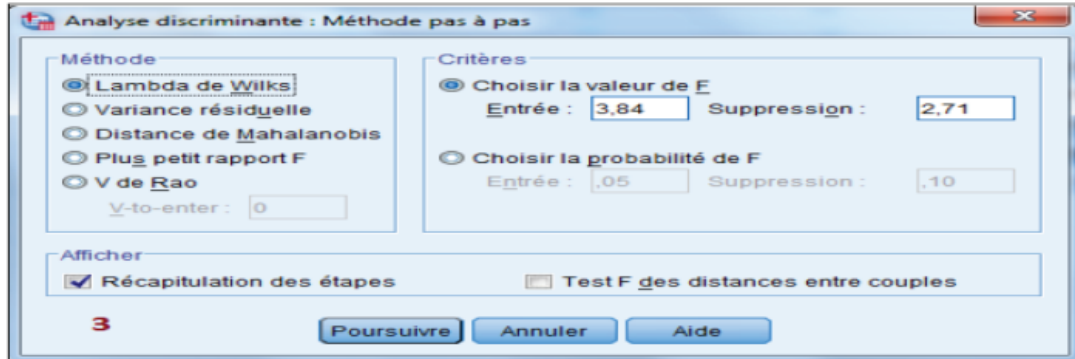 Analyse discriminante : Méthode pas à pas
Méthode
Lambda de Wilks
Variance résiduelle
Distance de Mahalanobis
Plus petit rapport F
V de Rao
V-to-enter : 0
Critères
Choisir la valeur de F
Entrée : 3,84 Suppression : 2,71
Choisir la probabilité de F
Entrée : ,05 Suppression : ,10
Afficher
Récapitulation des étapes
Test F des distances entre couples
3
Poursuivre Annuler Aide